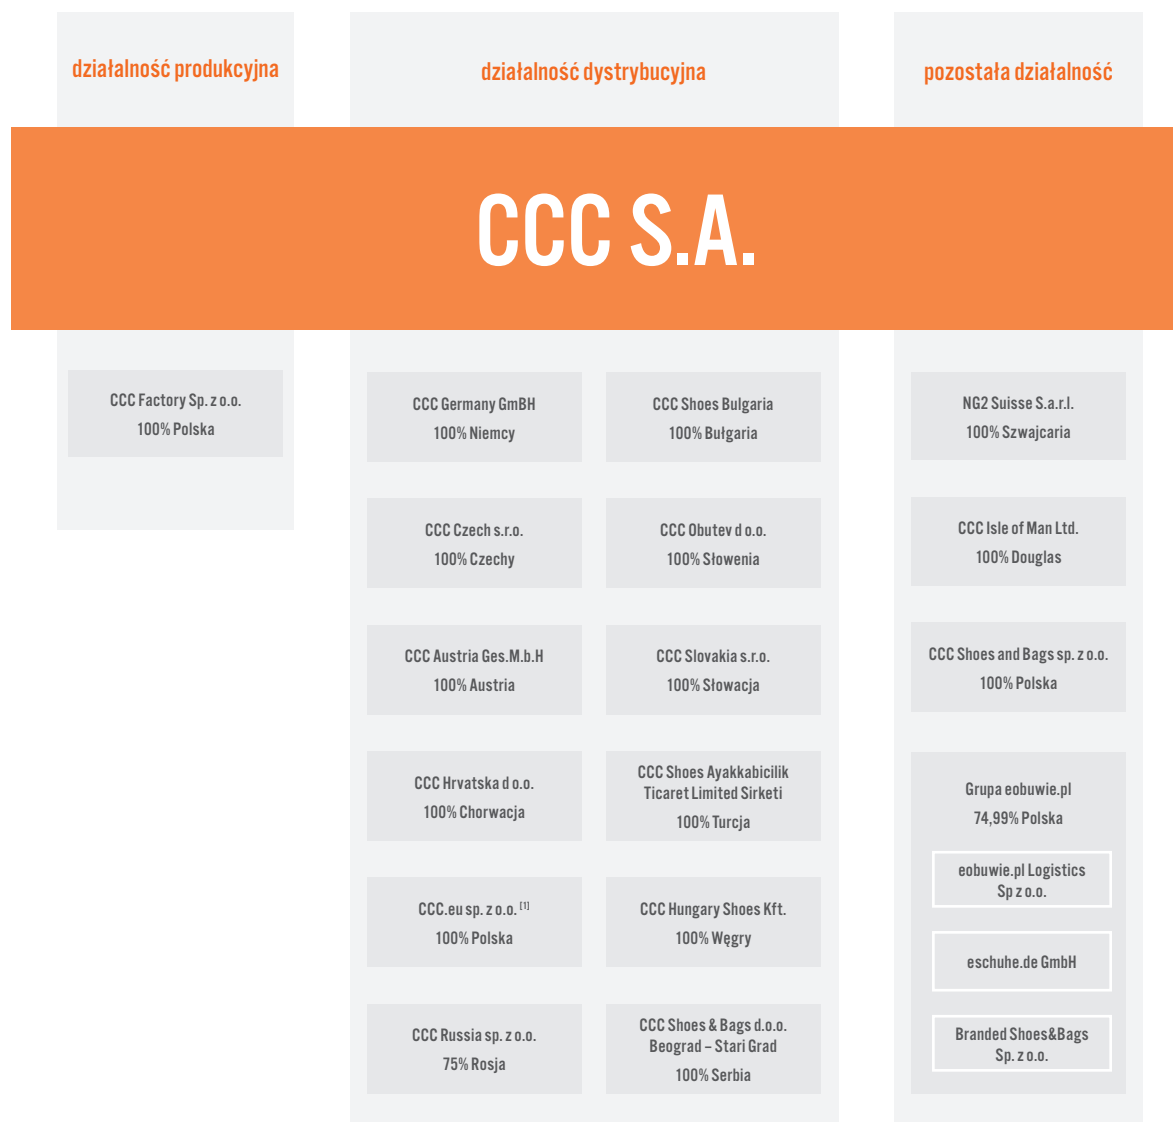 działalność produkcyjna
działalność dystrybucyjna
pozostała działalność
CCC S.A.
CCC Factory Sp. z o.o.
100% Polska
CCC Germany GmBH
100% Niemcy
CCC Shoes Bulgaria
100% Bułgaria
CCC Czech s.r.o.
100% Czechy
CCC Obutev d o.o.
100% Słowenia
CCC Austria Ges.M.b.H
100% Austria
CCC Slovakia s.r.o.
100% Słowacja
CCC Hrvatska d o.o.
100% Chorwacja
CCC Shoes Ayakkabicilik
Ticaret Limited Sirketi
100% Turcja
CCC.eu sp. z o.o. [1]
100% Polska
CCC Hungary Shoes Kft.
100% Węgry
CCC Russia sp. z o.o.
75% Rosja
CCC Shoes & Bags d.o.o.
Beograd – Stari Grad
100% Serbia
NG2 Suisse S.a.r.l.
100% Szwajcaria
CCC Isle of Man Ltd.
100% Douglas
CCC Shoes and Bags sp. z o.o.
100% Polska
Grupa eobuwie.pl
74,99% Polska
eobuwie.pl Logistics
Sp z o.o.
eschuhe.de GmbH
Branded Shoes&Bags
Sp. z o.o.